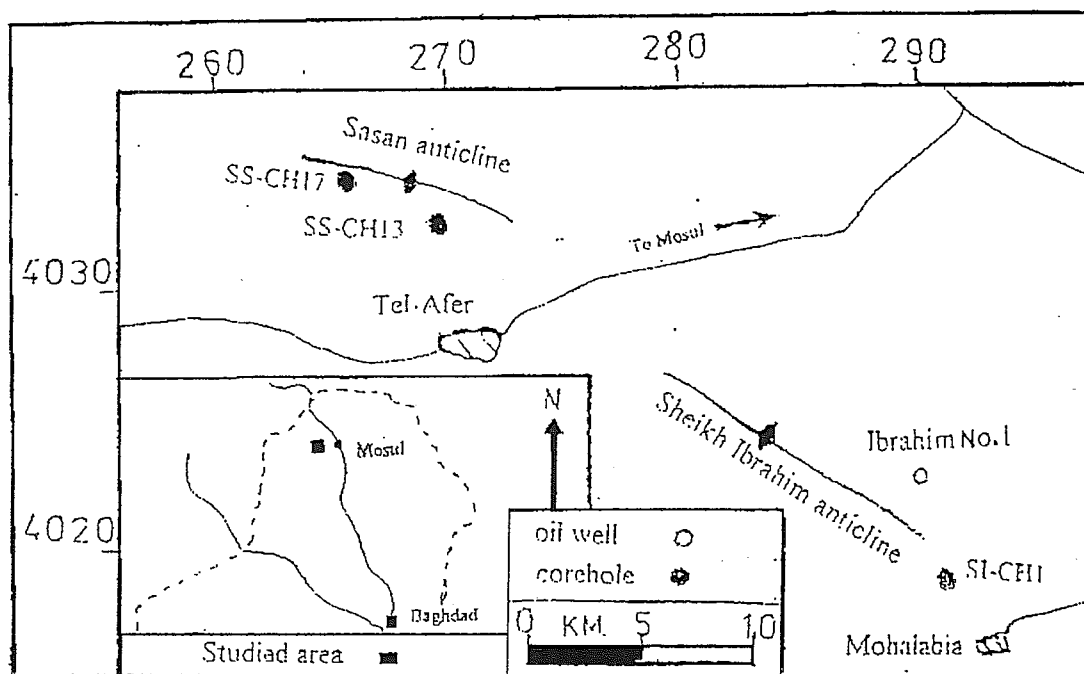 260 270 280 290
Sasan anticline
SS-CH17
SS-CH13
To Mosul
4030
Tel.Afer
N
Mosul
Sheikh Ibrahim anticline
Ibrahim No.1
4020
oil well
corehole
SI-CH1
Baghdad
0 KM. 5 10
Mohalabia
Studiad area